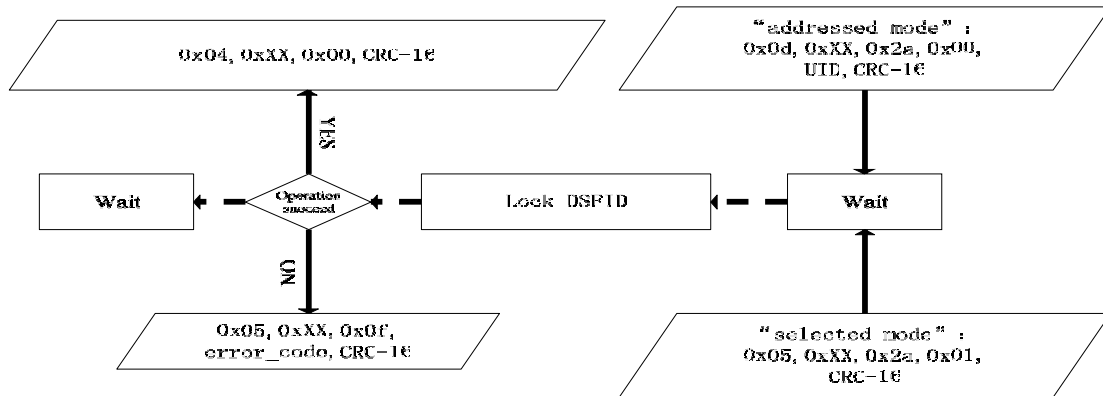 0x04, 0xXX, 0x00, CRC-16
"addressed mode" :
0x0d, 0xXX, 0x2a, 0x00,
UID, CRC-16
YES
Wait
Operation
succeed
Lock DSFID
Wait
NO
0x05, 0xXX, 0x0f,
error_code, CRC-16
"selected mode" :
0x05, 0xXX, 0x2a, 0x01,
CRC-16